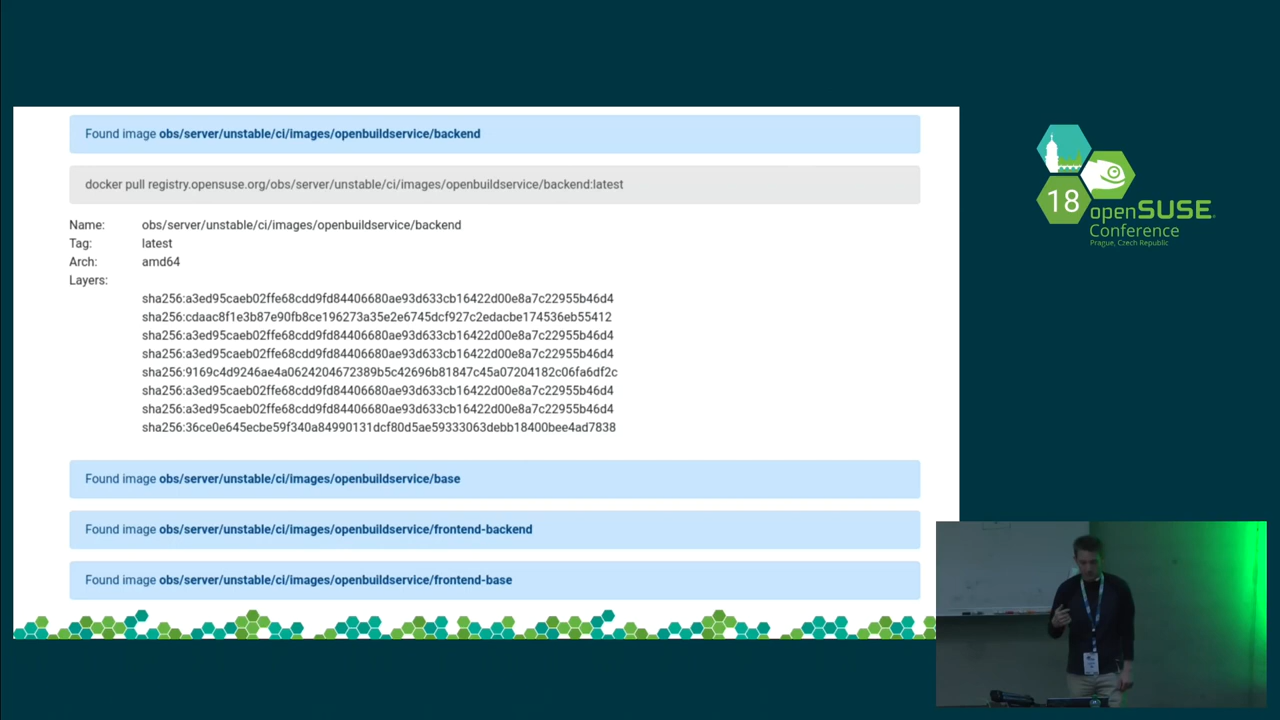 Found image obs/server/unstable/ci/images/openbuildservice/backend
docker pull registry.opensuse.org/obs/server/unstable/ci/images/openbuildservice/backend:latest
Name: obs/server/unstable/ci/images/openbuildservice/backend
Tag: latest
Arch: amd64
Layers:
sha256:a3ed95caeb02ffe68cdd9fd84406680ae93d633cb16422d00e8a7c22955b46d4
sha256:cdaac8f1e3b87e90fb8ce196273a35e2e6745dcf927c2edacbe174536eb55412
sha256:a3ed95caeb02ffe68cdd9fd84406680ae93d633cb16422d00e8a7c22955b46d4
sha256:a3ed95caeb02ffe68cdd9fd84406680ae93d633cb16422d00e8a7c22955b46d4
sha256:9169c4d9246ae4a0624204672389b5c42696b81847c45a07204182c06fa6df2c
sha256:a3ed95caeb02ffe68cdd9fd84406680ae93d633cb16422d00e8a7c22955b46d4
sha256:a3ed95caeb02ffe68cdd9fd84406680ae93d633cb16422d00e8a7c22955b46d4
sha256:36ce0e645ecbe59f340a84990131dcf80d5ae59333063debb18400bee4ad7838
Found image obs/server/unstable/ci/images/openbuildservice/base
Found image obs/server/unstable/ci/images/openbuildservice/frontend-backend
Found image obs/server/unstable/ci/images/openbuildservice/frontend-base
18
openSUSE
Conference
Prague, Czech Republic